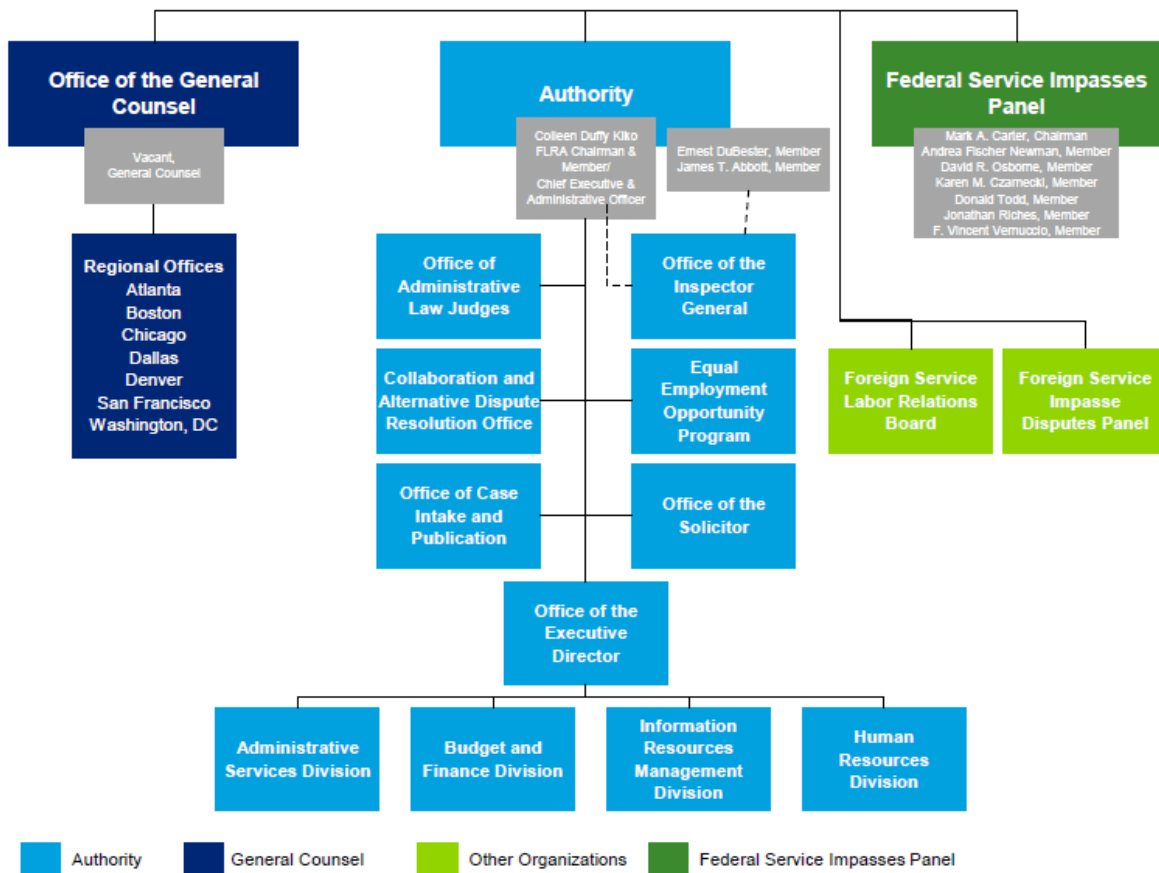 Office of the General
Counsel
Vacant,
General Counsel
Regional Offices
Atlanta
Boston
Chicago
Dallas
Denver
San Francisco
Washington, DC
Authority
Colleen Duffy Kiko
FLRA Chairman &
Member/
Chief Executive &
Administrative Officer
Ernest DuBester, Member
James T. Abbott, Member
Federal Service Impasses
Panel
Mark A. Carter, Chairman
Andrea Fischer Newman, Member
David R. Osborne, Member
Karen M. Czarnecki, Member
Donald Todd, Member
Jonathan Riches, Member
F. Vincent Vernuccio, Member
Office of
Administrative
Law Judges
Office of the
Inspector
General
Collaboration and
Alternative Dispute
Resolution Office
Equal
Employment
Opportunity
Program
Foreign Service
Labor Relations
Board
Foreign Service
Impasse
Disputes Panel
Office of Case
Intake and
Publication
Office of the
Solicitor
Office of the
Executive
Director
Administrative
Services Division
Budget and
Finance Division
Information
Resources
Management
Division
Human
Resources
Division
Authority
General Counsel
Other Organizations
Federal Service Impasses Panel